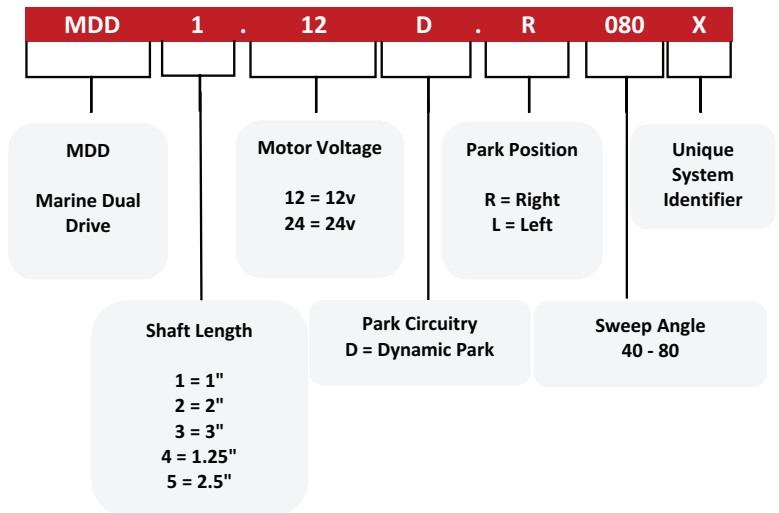 MDD 1 . 12 D . R 080 X
MDD
Marine Dual
Drive
Motor Voltage
12 = 12v
24 = 24v
Park Position
R = Right
L = Left
Unique
System
Identifier
Shaft Length
1 = 1"
2 = 2"
3 = 3"
4 = 1.25"
5 = 2.5"
Park Circuitry
D = Dynamic Park
Sweep Angle
40 - 80